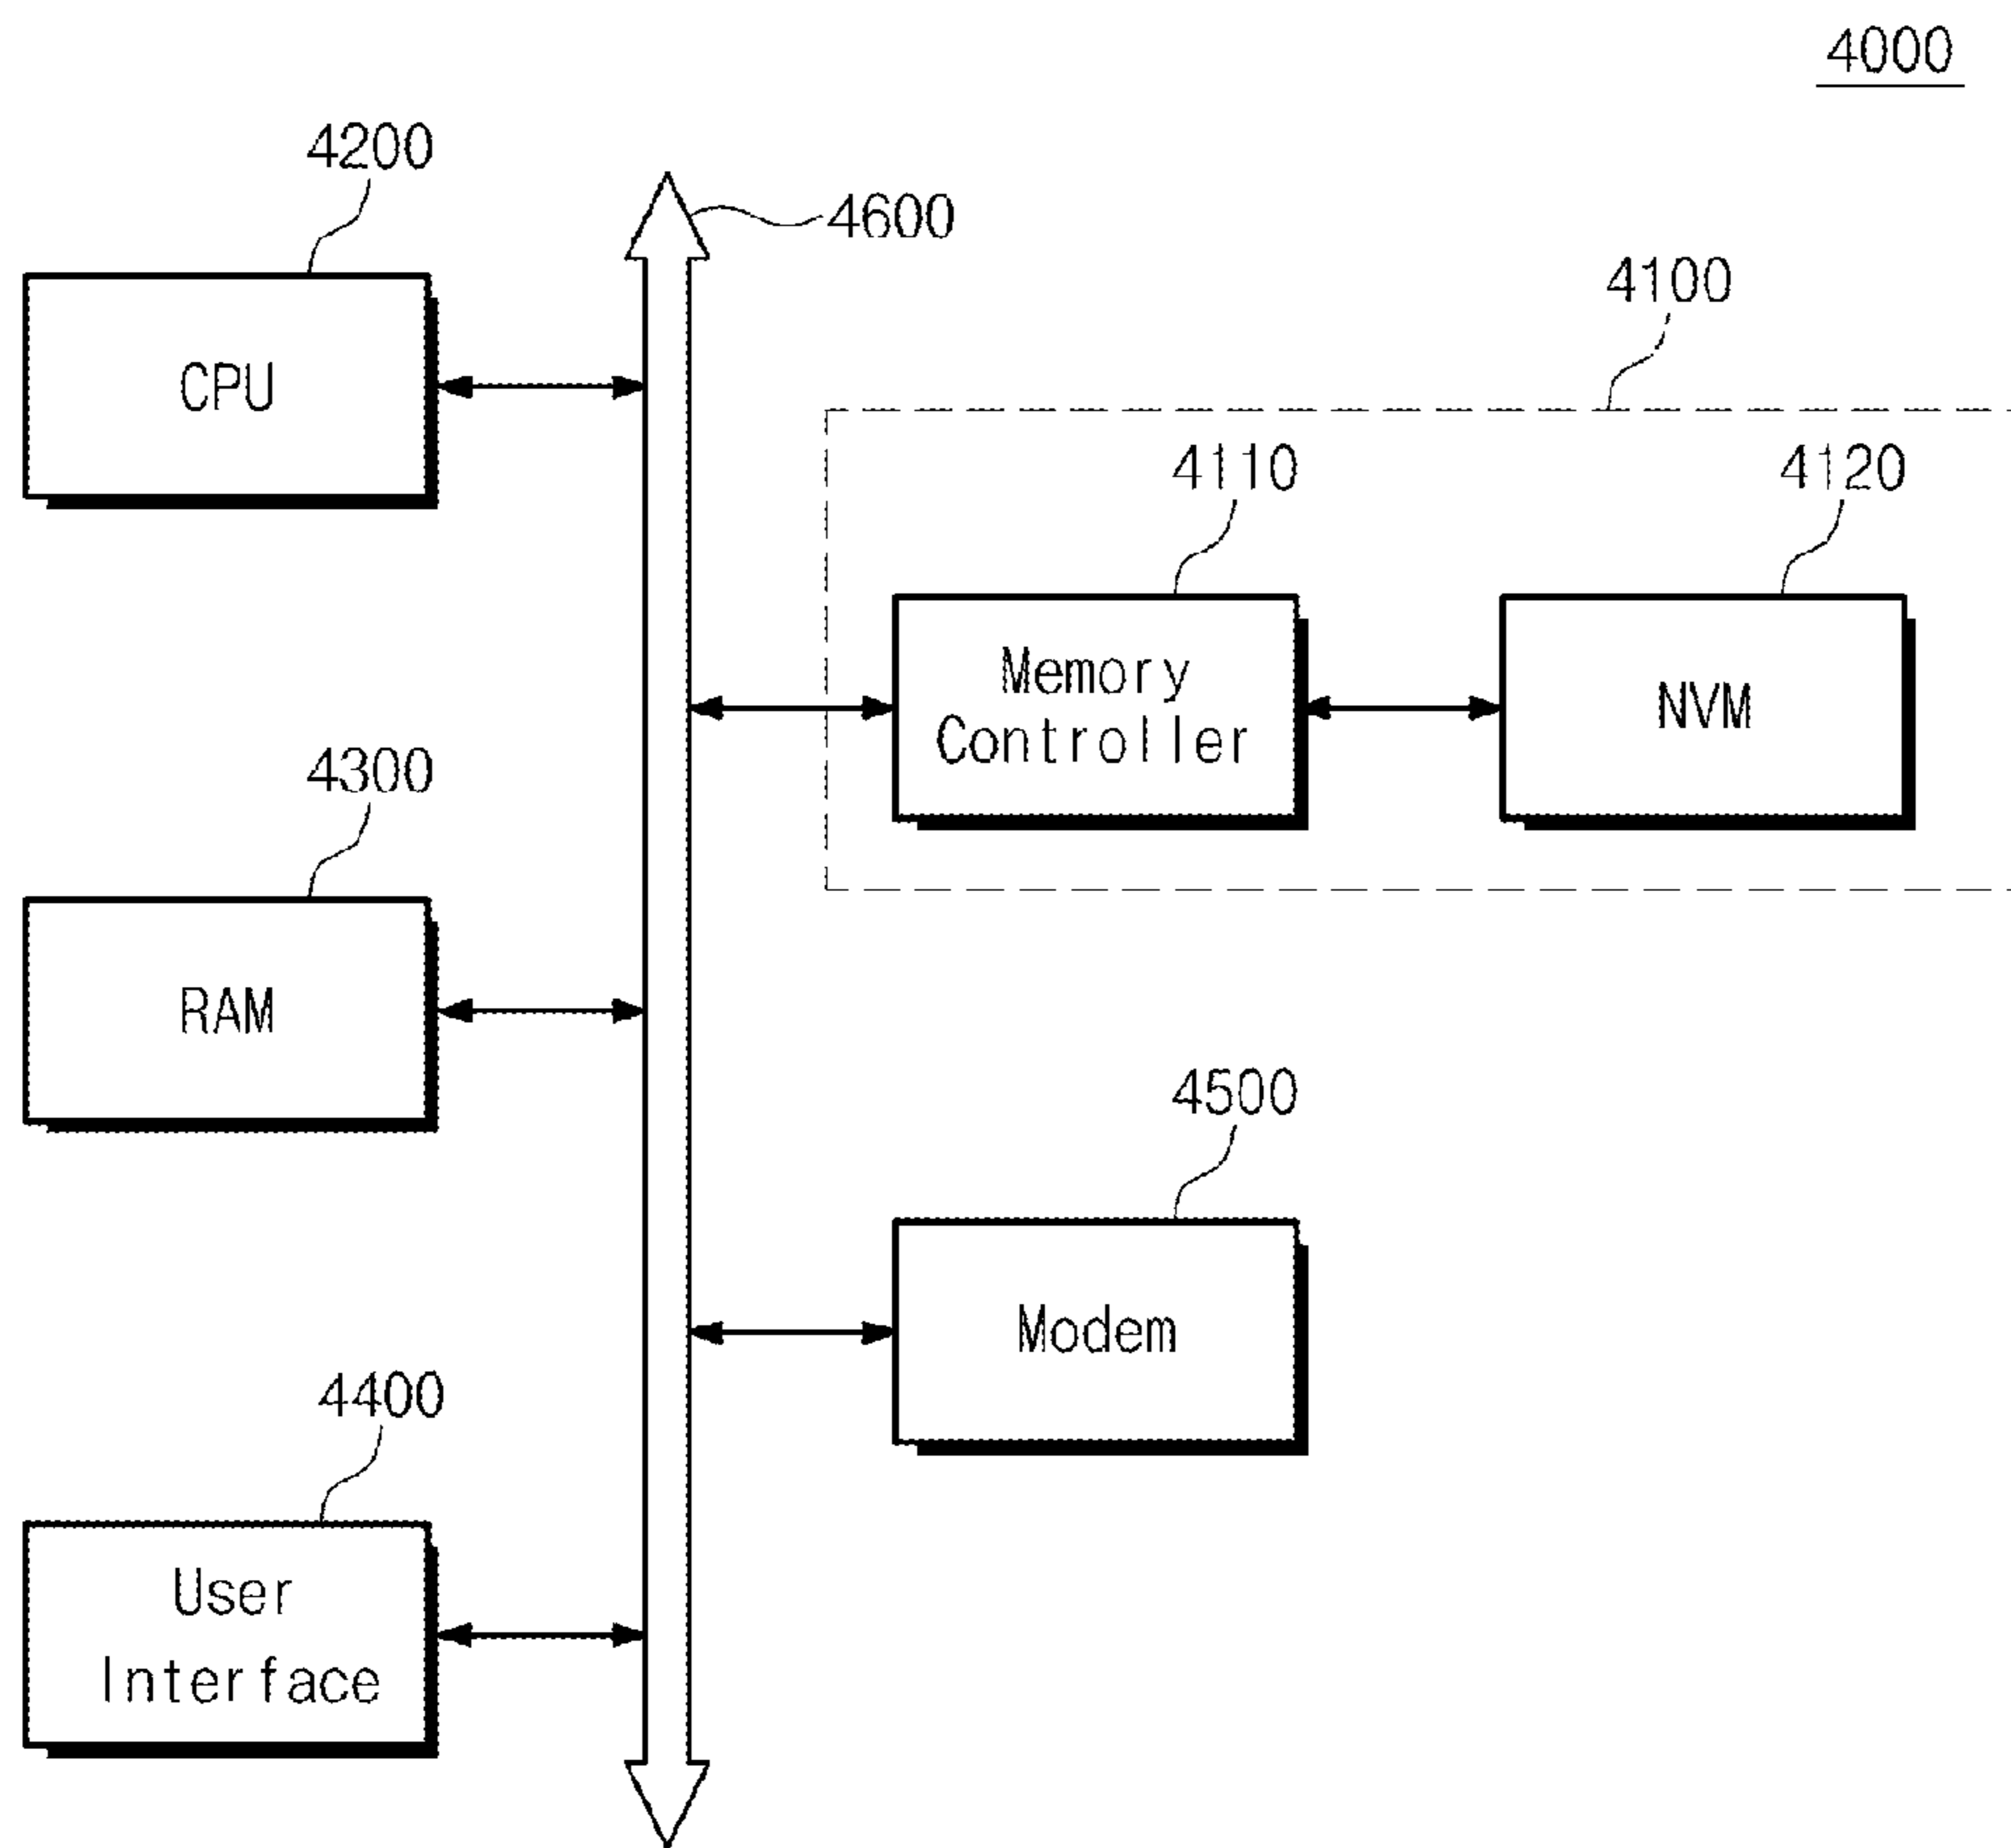 4000
4200
4600
CPU
4100
4110
4120
Memory
Controller
NVM
4300
RAM
4500
Modem
4400
User
Interface